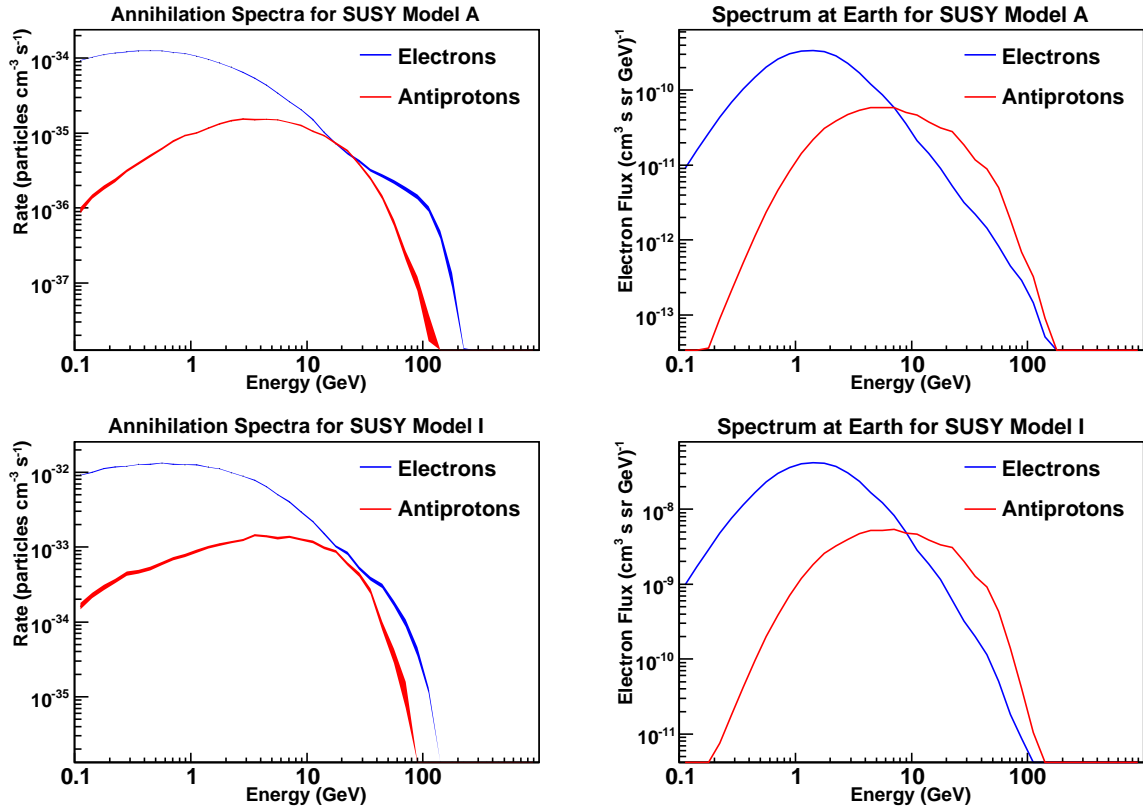 Annihilation Spectra for SUSY Model A
Rate (particles cm⁻³ s⁻¹)
10⁻³⁴
10⁻³⁵
10⁻³⁶
10⁻³⁷
Electrons
Antiprotons
0.1 1 10 100
Energy (GeV)
Spectrum at Earth for SUSY Model A
Electron Flux (cm³ s sr GeV)⁻¹
10⁻¹⁰
10⁻¹¹
10⁻¹²
10⁻¹³
Electrons
Antiprotons
0.1 1 10 100
Energy (GeV)
Annihilation Spectra for SUSY Model I
Rate (particles cm⁻³ s⁻¹)
10⁻³²
10⁻³³
10⁻³⁴
10⁻³⁵
Electrons
Antiprotons
0.1 1 10 100
Energy (GeV)
Spectrum at Earth for SUSY Model I
Electron Flux (cm³ s sr GeV)⁻¹
10⁻⁸
10⁻⁹
10⁻¹⁰
10⁻¹¹
Electrons
Antiprotons
0.1 1 10 100
Energy (GeV)